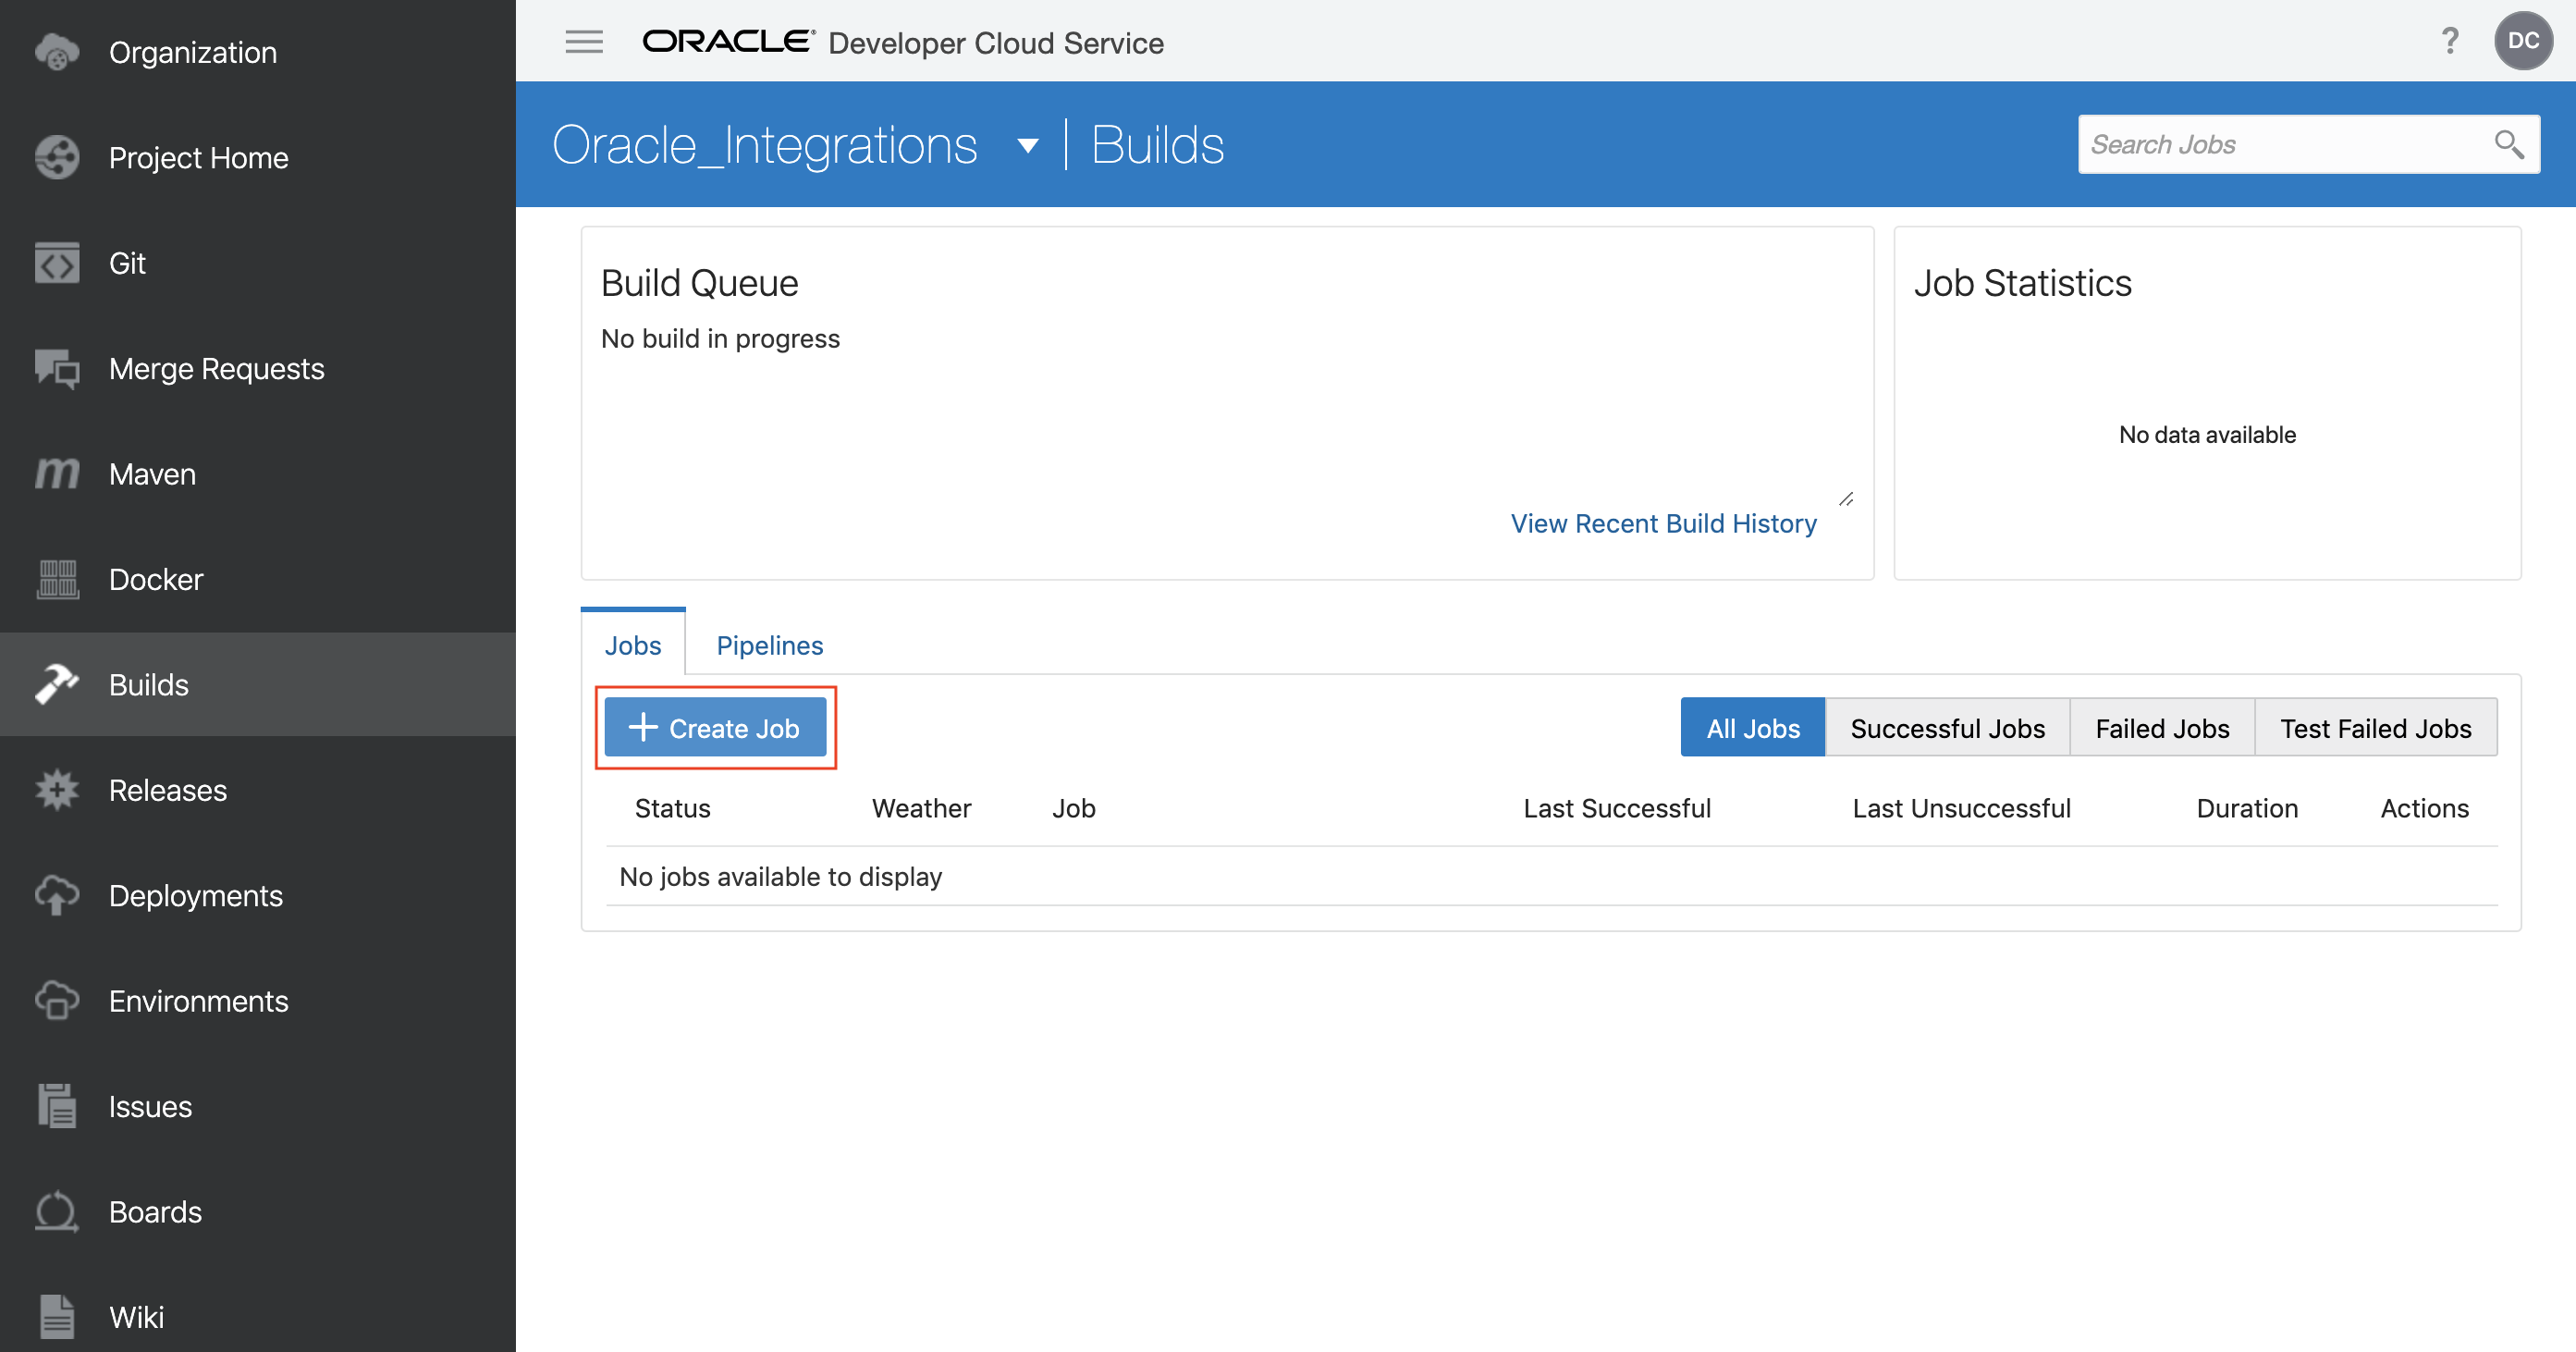 Organization
Project Home
Git
Merge Requests
m Maven
Docker
Builds
Releases
Deployments
Environments
Issues
Boards
Wiki
ORACLE® Developer Cloud Service
? DC
Oracle_Integrations | Builds
Search Jobs
Build Queue
No build in progress
View Recent Build History
Job Statistics
No data available
Jobs Pipelines
+ Create Job
All Jobs Successful Jobs Failed Jobs Test Failed Jobs
Status Weather Job Last Successful Last Unsuccessful Duration Actions
No jobs available to display